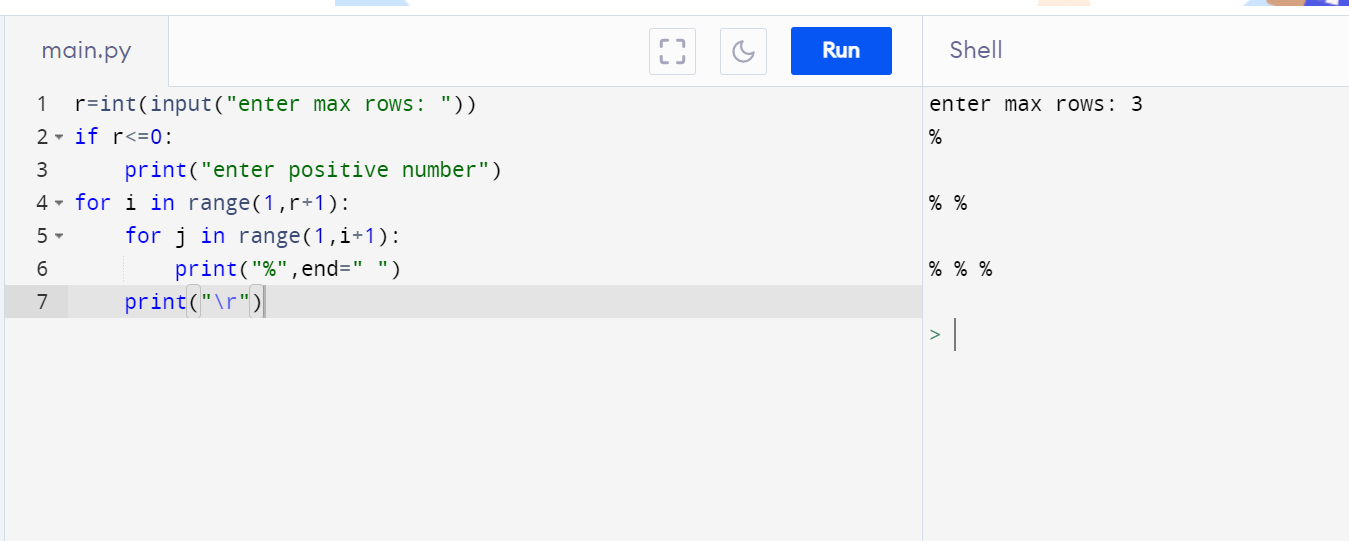 main.py
Run
Shell
1 r=int(input("enter max rows: "))
2 if r<=0:
3     print("enter positive number")
4 for i in range(1,r+1):
5     for j in range(1,i+1):
6         print("%",end=" ")
7     print("\r")
enter max rows: 3
%
% %
% % %
>